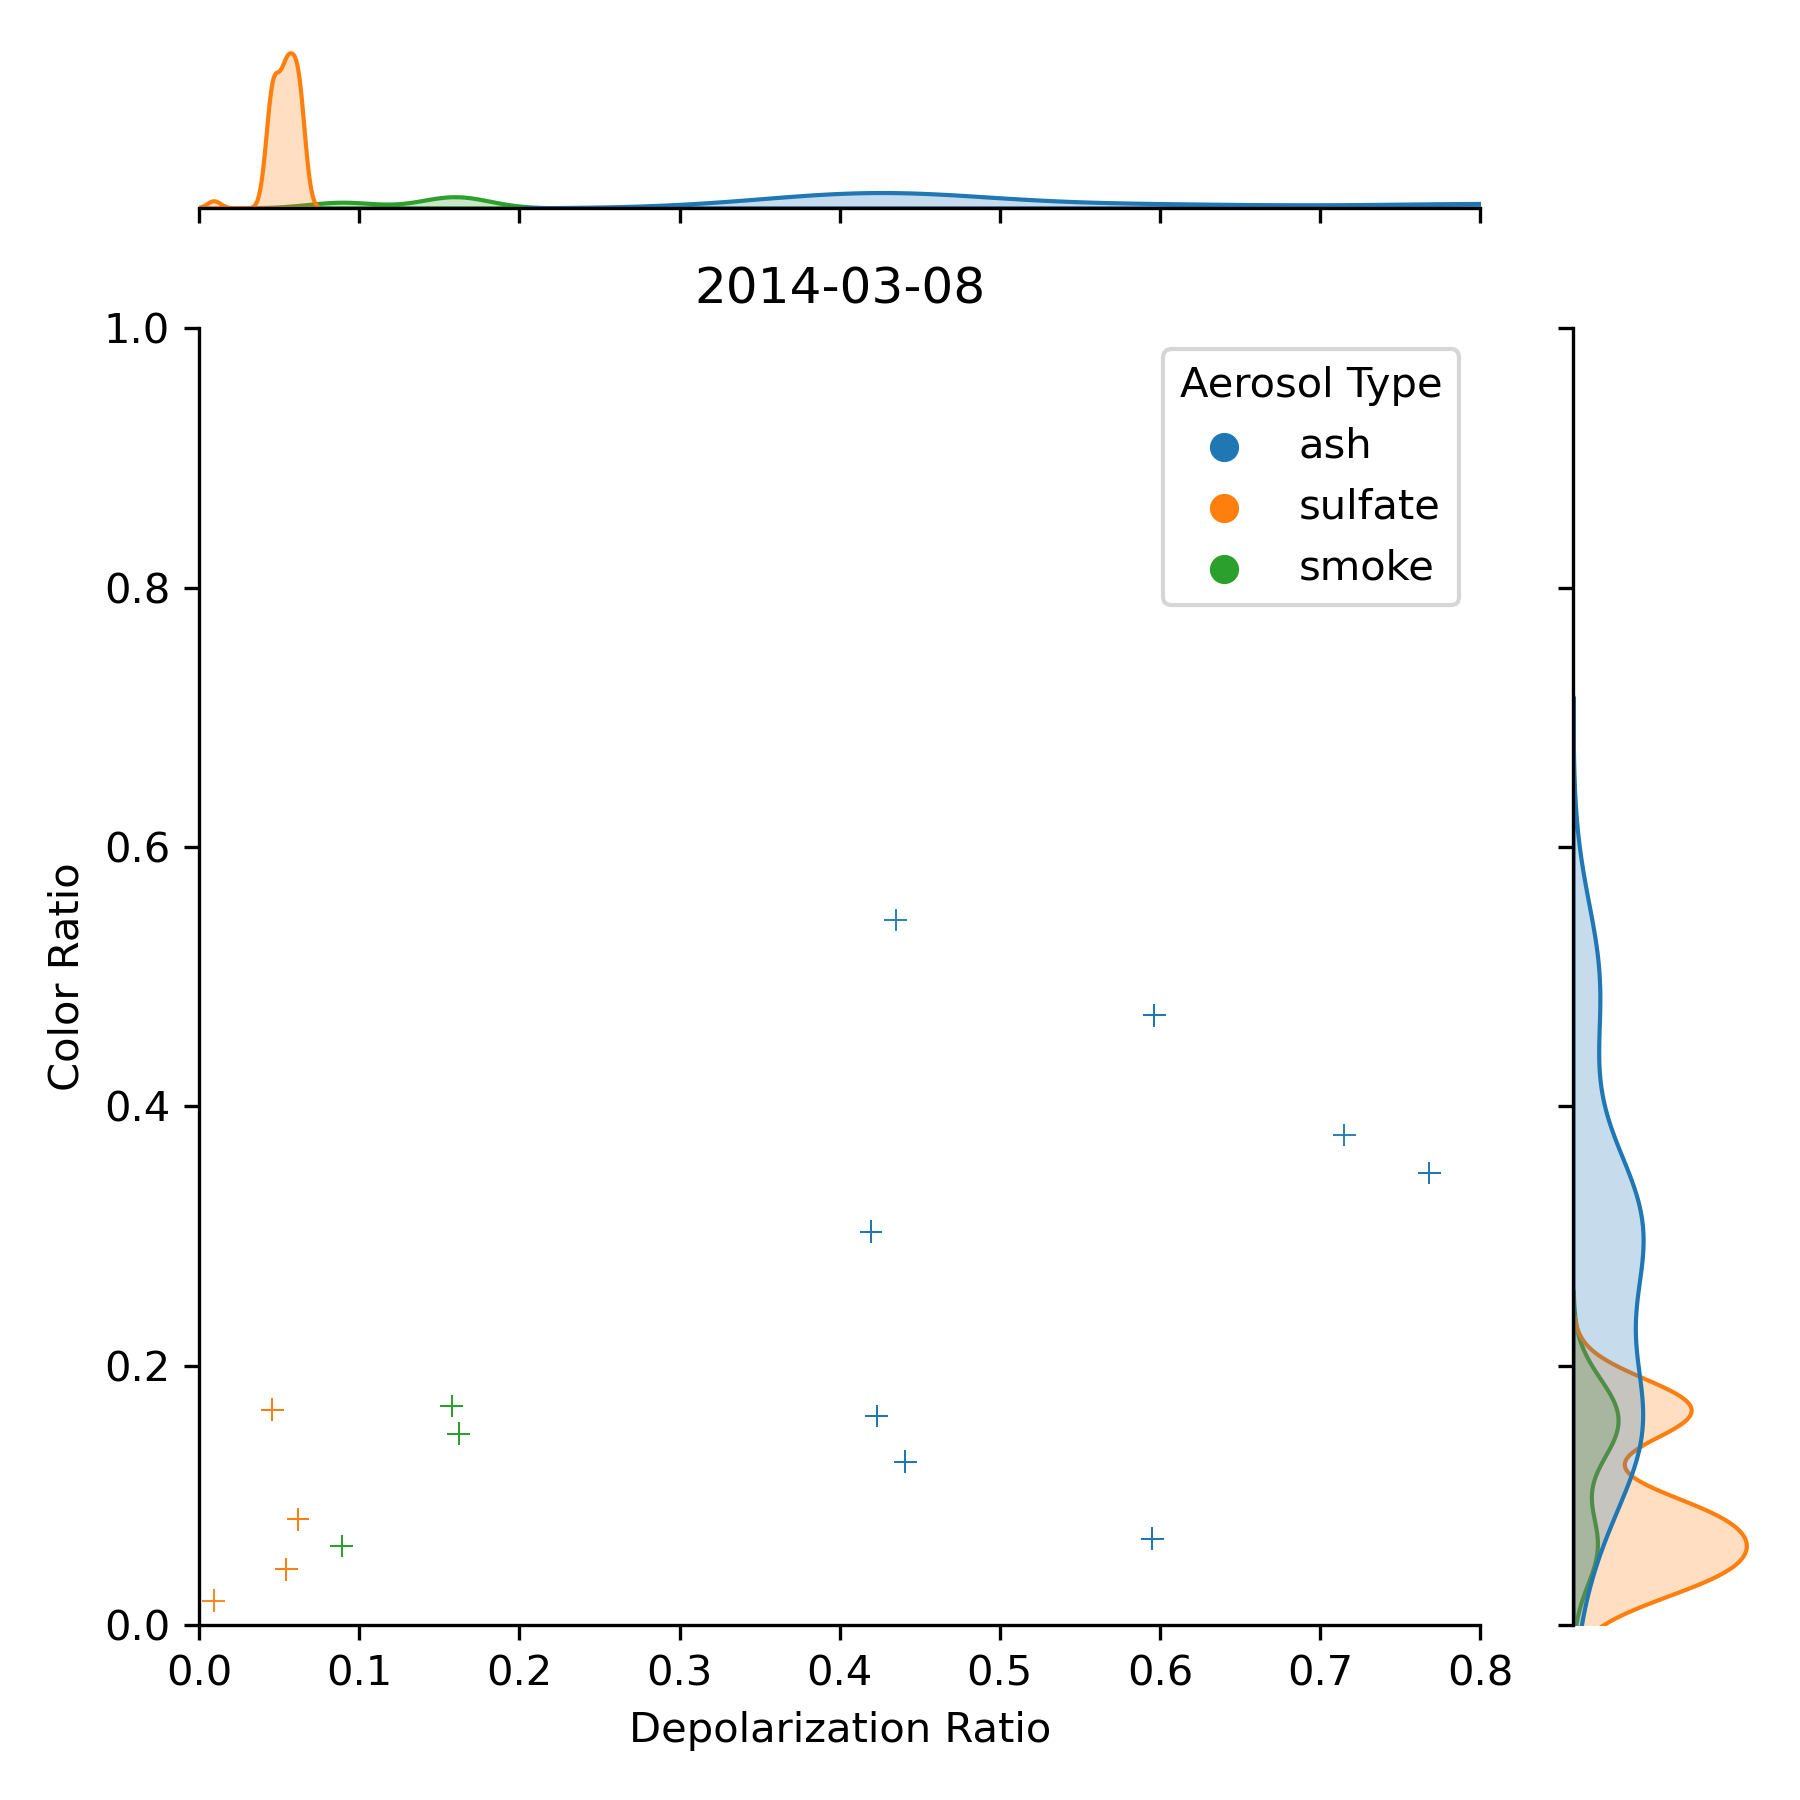 2014-03-08
1.0
0.8
0.6
0.4
0.2
0.0
Color Ratio
Aerosol Type
ash
sulfate
smoke
0.0 0.1 0.2 0.3 0.4 0.5 0.6 0.7 0.8
Depolarization Ratio